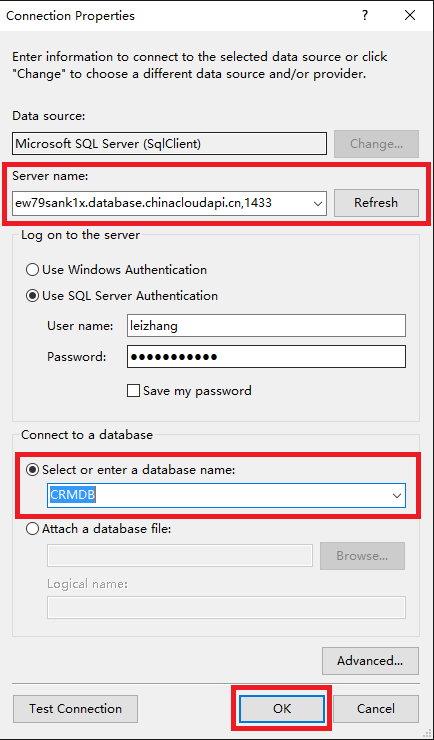 Connection Properties
?
Enter information to connect to the selected data source or click
"Change" to choose a different data source and/or provider.
Data source:
Microsoft SQL Server (SqlClient)
Change...
Server name:
ew79sank1x.database.chinacloudapi.cn,1433
Refresh
Log on to the server
Use Windows Authentication
Use SQL Server Authentication
User name:
leizhang
Password:
●●●●●●●●●●●
Save my password
Connect to a database
Select or enter a database name:
CRMDB
Attach a database file:
Browse...
Logical name:
Advanced...
Test Connection
OK
Cancel